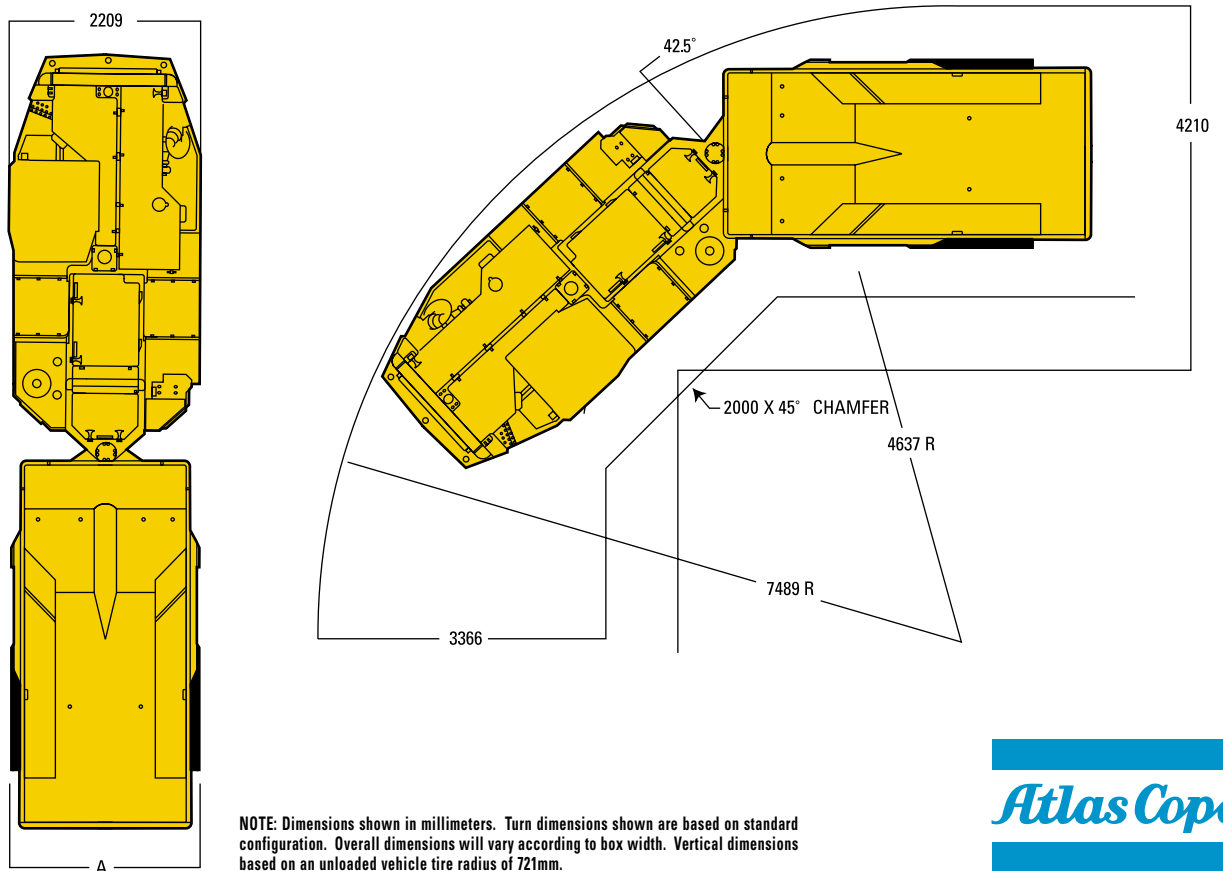 2209
42.5°
4210
2000 X 45° CHAMFER
4637 R
7489 R
3366
A
NOTE: Dimensions shown in millimeters. Turn dimensions shown are based on standard
configuration. Overall dimensions will vary according to box width. Vertical dimensions
based on an unloaded vehicle tire radius of 721mm.
Atlas Cop